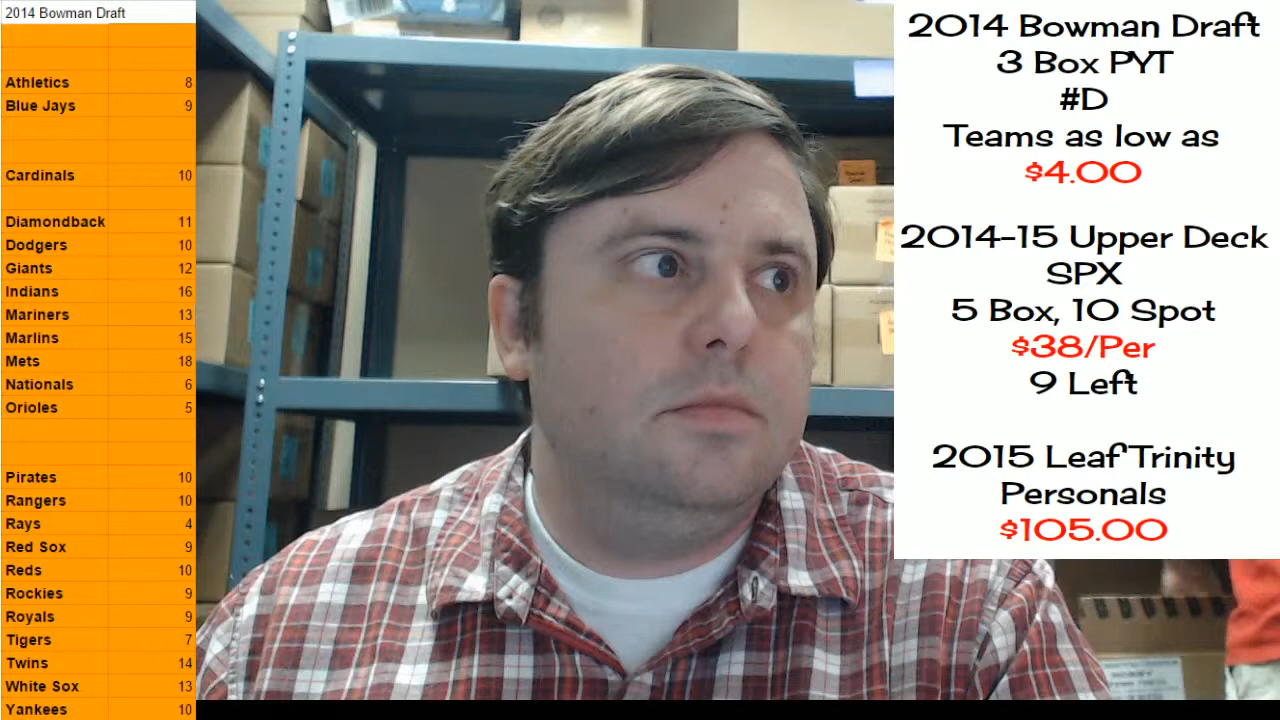 2014 Bowman Draft
Athletics 8
Blue Jays 9
Cardinals 10
Diamondback 11
Dodgers 10
Giants 12
Indians 16
Mariners 13
Marlins 15
Mets 18
Nationals 6
Orioles 5
Pirates 10
Rangers 10
Rays 4
Red Sox 9
Reds 10
Rockies 9
Royals 9
Tigers 7
Twins 14
White Sox 13
Yankees 10
2014 Bowman Draft
3 Box PYT
#D
Teams as low as
$4.00
2014-15 Upper Deck
SPX
5 Box, 10 Spot
$38/Per
9 Left
2015 Leaf Trinity
Personals
$105.00